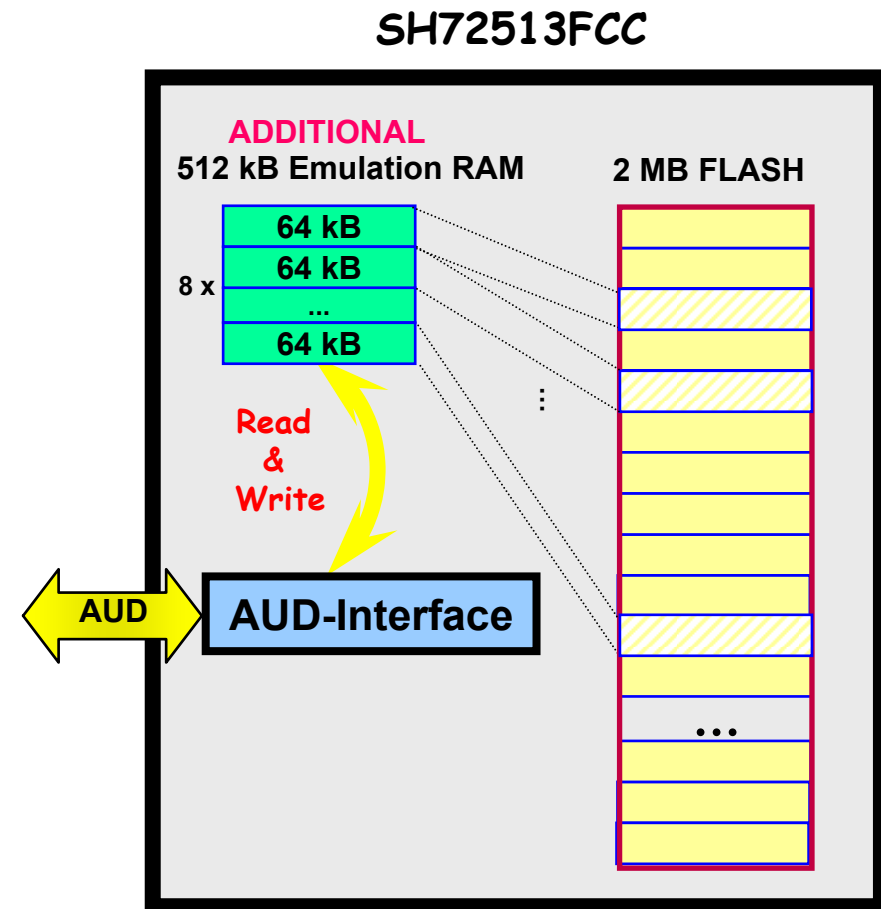 SH72513FCC
ADDITIONAL
512 kB Emulation RAM
2 MB FLASH
64 kB
64 kB
8 x
...
64 kB
...
Read
&
Write
AUD
AUD-Interface
...